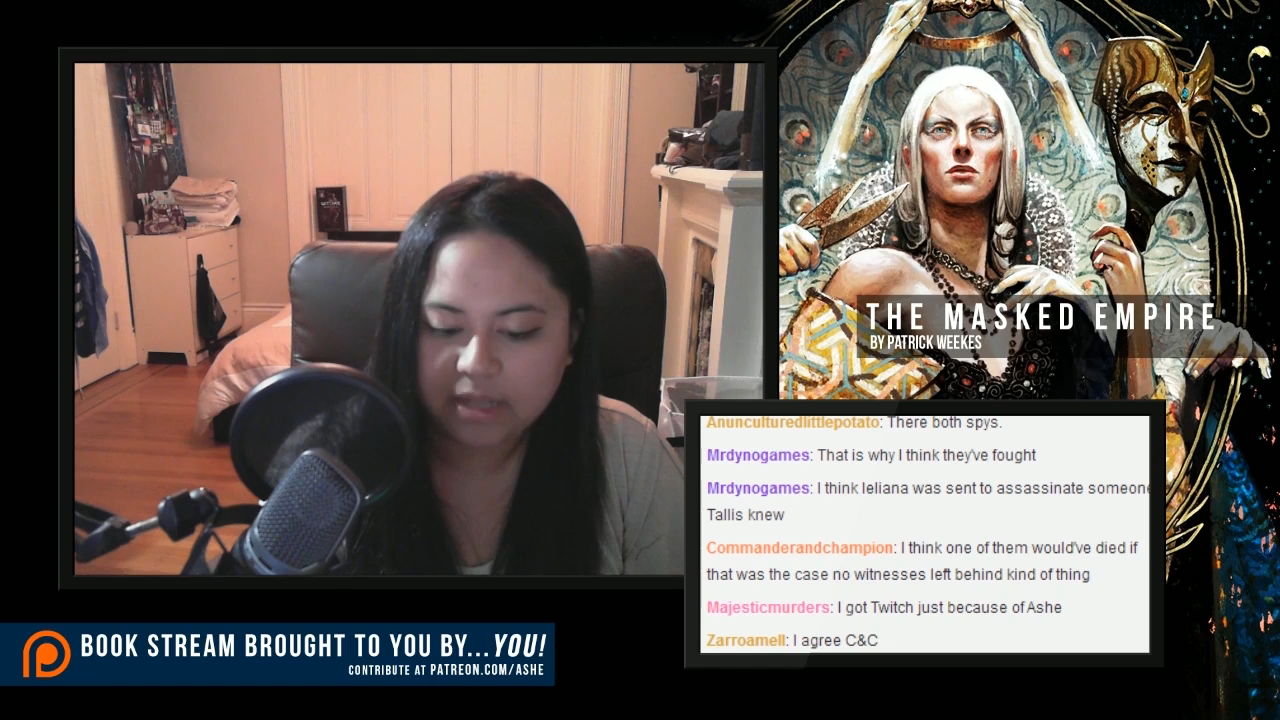 THE MASKED EMPIRE
BY PATRICK WEEKES
Anunculturedlittlepotato: There both spys.
Mrdynogames: That is why I think they've fought
Mrdynogames: I think leliana was sent to assassinate someone
Tallis knew
Commanderandchampion: I think one of them would've died if
that was the case no witnesses left behind kind of thing
Majesticmurders: I got Twitch just because of Ashe
Zarroamell: I agree C&C
BOOK STREAM BROUGHT TO YOU BY...YOU!
CONTRIBUTE AT PATREON.COM/ASHE